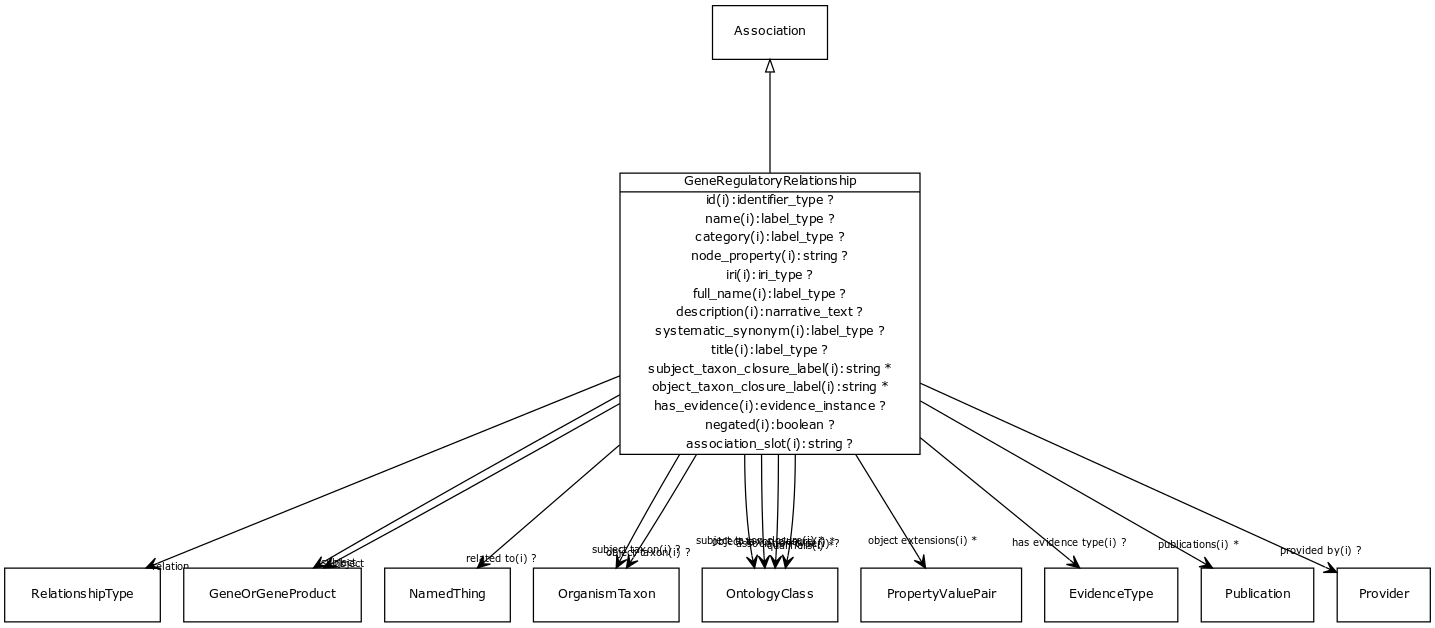 Association
GeneRegulatoryRelationship
id(i):identifier_type ?
name(i):label_type ?
category(i):label_type ?
node_property(i):string ?
iri(i):iri_type ?
full_name(i):label_type ?
description(i):narrative_text ?
systematic_synonym(i):label_type ?
title(i):label_type ?
subject_taxon_closure_label(i):string *
object_taxon_closure_label(i):string *
has_evidence(i):evidence_instance ?
negated(i):boolean ?
association_slot(i):string ?
relation
related to(i) ?
subject taxon(i) ?
object taxon(i) ?
subject taxon closure(i) *
object extensions(i) *
has evidence type(i) ?
publications(i) *
provided by(i) ?
RelationshipType
GeneOrGeneProduct
NamedThing
OrganismTaxon
OntologyClass
PropertyValuePair
EvidenceType
Publication
Provider